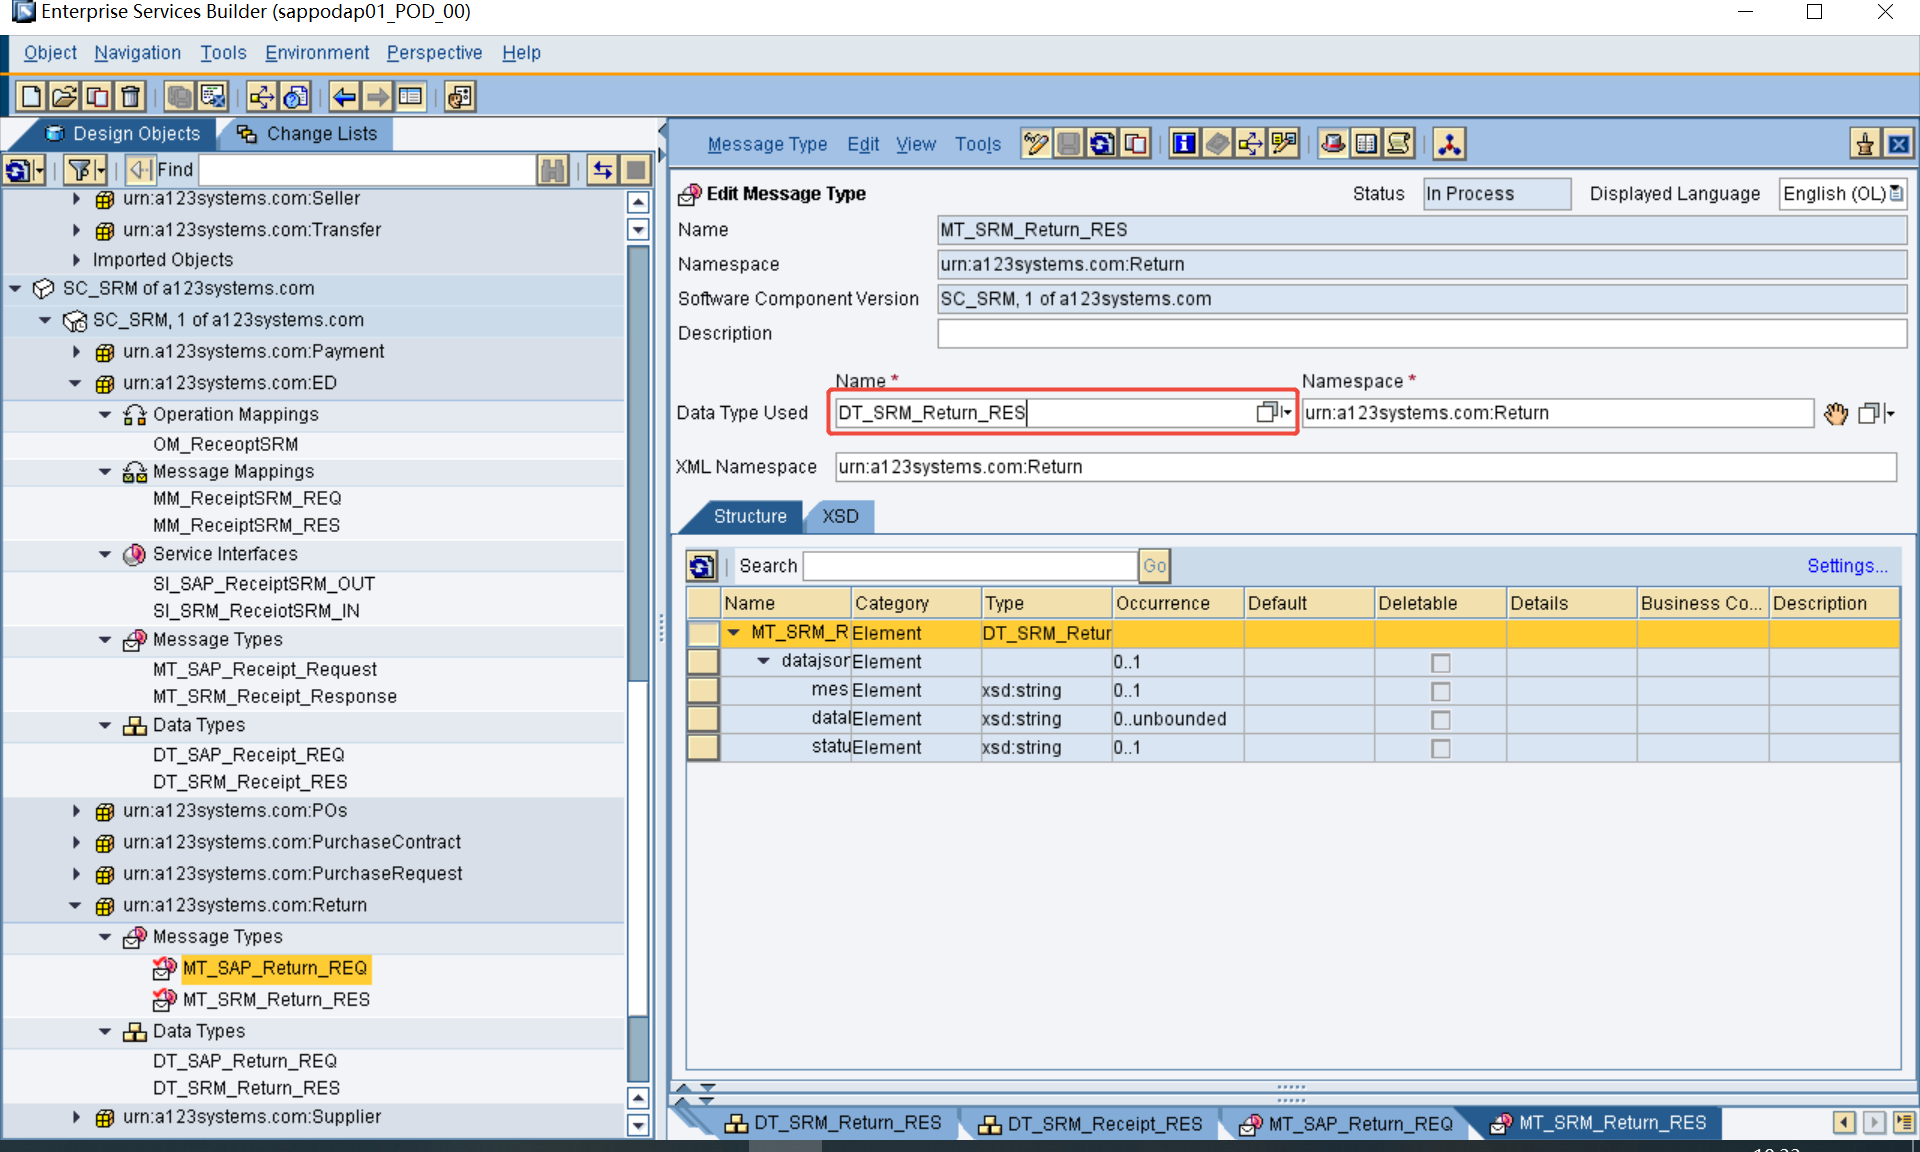 Enterprise Services Builder (sappodap01_POD_00)
Object Navigation Tools Environment Perspective Help
Design Objects Change Lists
Find
urn:a123systems.com:Seller
urn:a123systems.com:Transfer
Imported Objects
SC_SRM of a123systems.com
SC_SRM, 1 of a123systems.com
urn.a123systems.com:Payment
urn:a123systems.com:ED
Operation Mappings
OM_ReceoptSRM
Message Mappings
MM_ReceiptSRM_REQ
MM_ReceiptSRM_RES
Service Interfaces
SI_SAP_ReceiptSRM_OUT
SI_SRM_ReceiotSRM_IN
Message Types
MT_SAP_Receipt_Request
MT_SRM_Receipt_Response
Data Types
DT_SAP_Receipt_REQ
DT_SRM_Receipt_RES
urn:a123systems.com:POs
urn:a123systems.com:PurchaseContract
urn:a123systems.com:PurchaseRequest
urn:a123systems.com:Return
Message Types
MT_SAP_Return_REQ
MT_SRM_Return_RES
Data Types
DT_SAP_Return_REQ
DT_SRM_Return_RES
urn:a123systems.com:Supplier
Message Type Edit View Tools
Edit Message Type Status In Process Displayed Language English (OL)
Name MT_SRM_Return_RES
Namespace urn:a123systems.com:Return
Software Component Version SC_SRM, 1 of a123systems.com
Description
Name * Namespace *
Data Type Used DT_SRM_Return_RES urn:a123systems.com:Return
XML Namespace urn:a123systems.com:Return
Structure XSD
Search Go Settings...
Name Category Type Occurrence Default Deletable Details Business Co... Description
MT_SRM_R Element DT_SRM_Retur
datajsor Element 0..1
mes Element xsd:string 0..1
datal Element xsd:string 0..unbounded
statu Element xsd:string 0..1
DT_SRM_Return_RES DT_SRM_Receipt_RES MT_SAP_Return_REQ MT_SRM_Return_RES